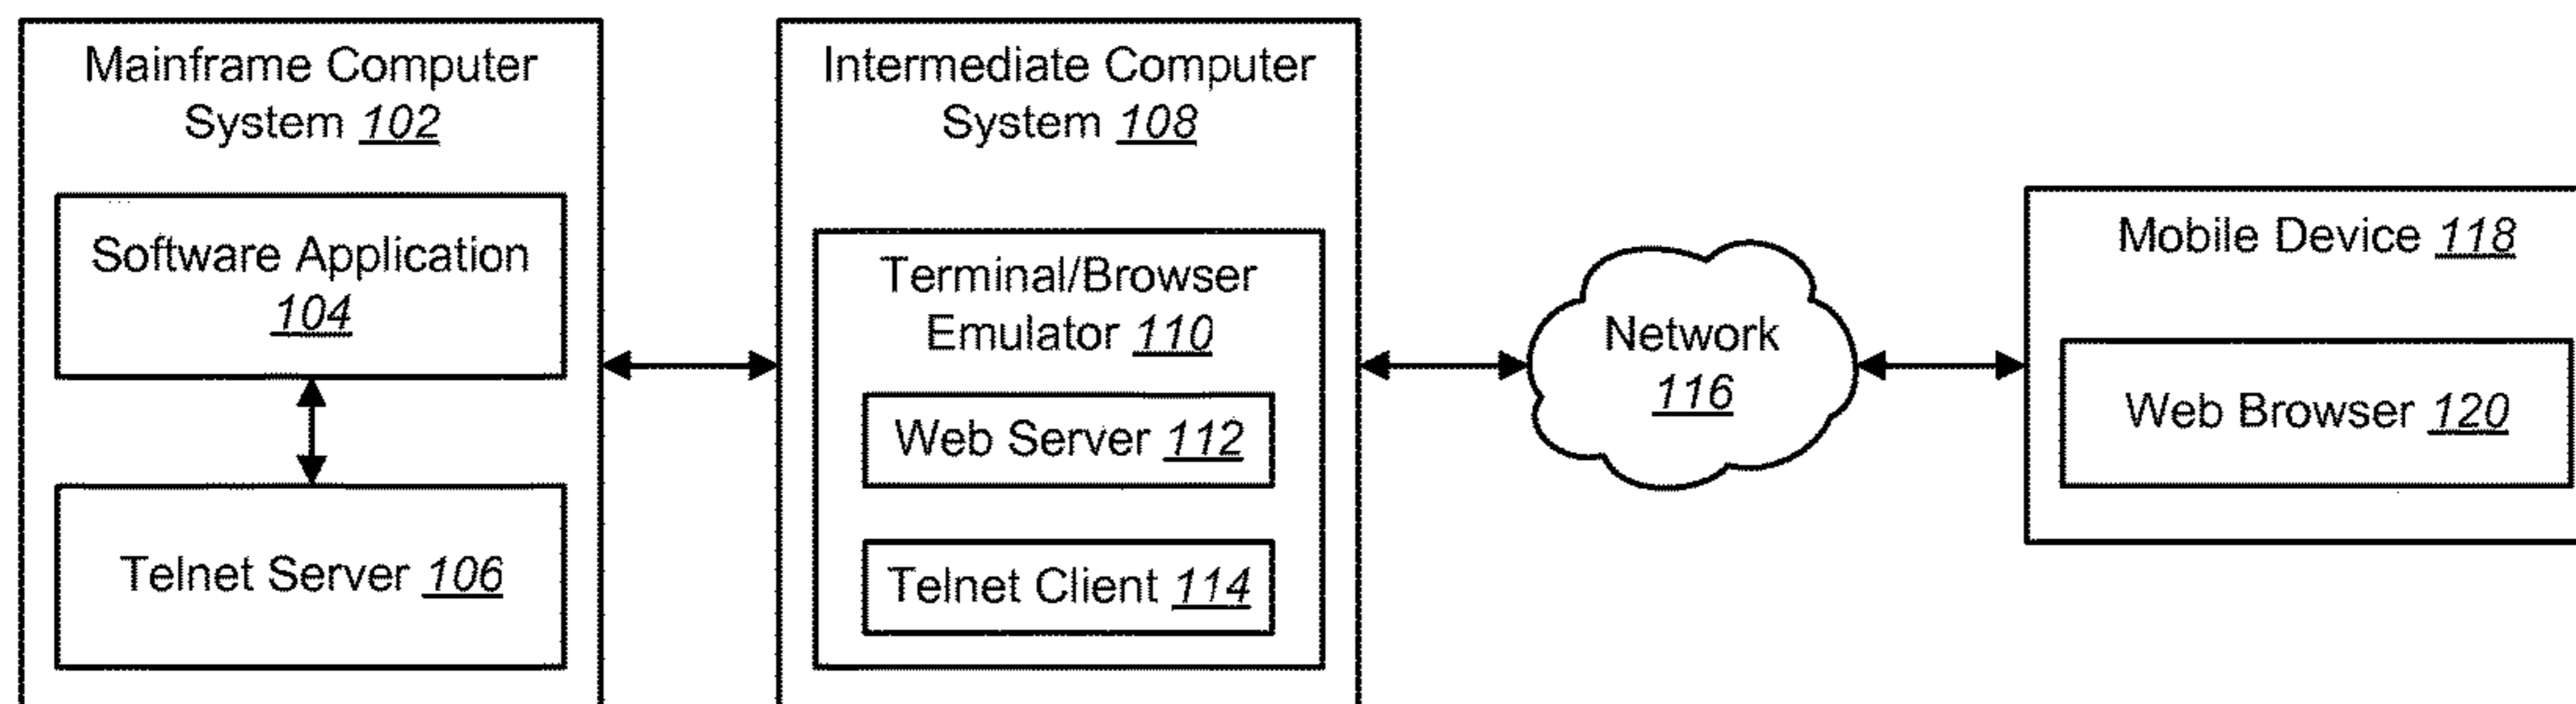 Mainframe Computer
System 102
Software Application
104
Telnet Server 106
Intermediate Computer
System 108
Terminal/Browser
Emulator 110
Web Server 112
Telnet Client 114
Network
116
Mobile Device 118
Web Browser 120